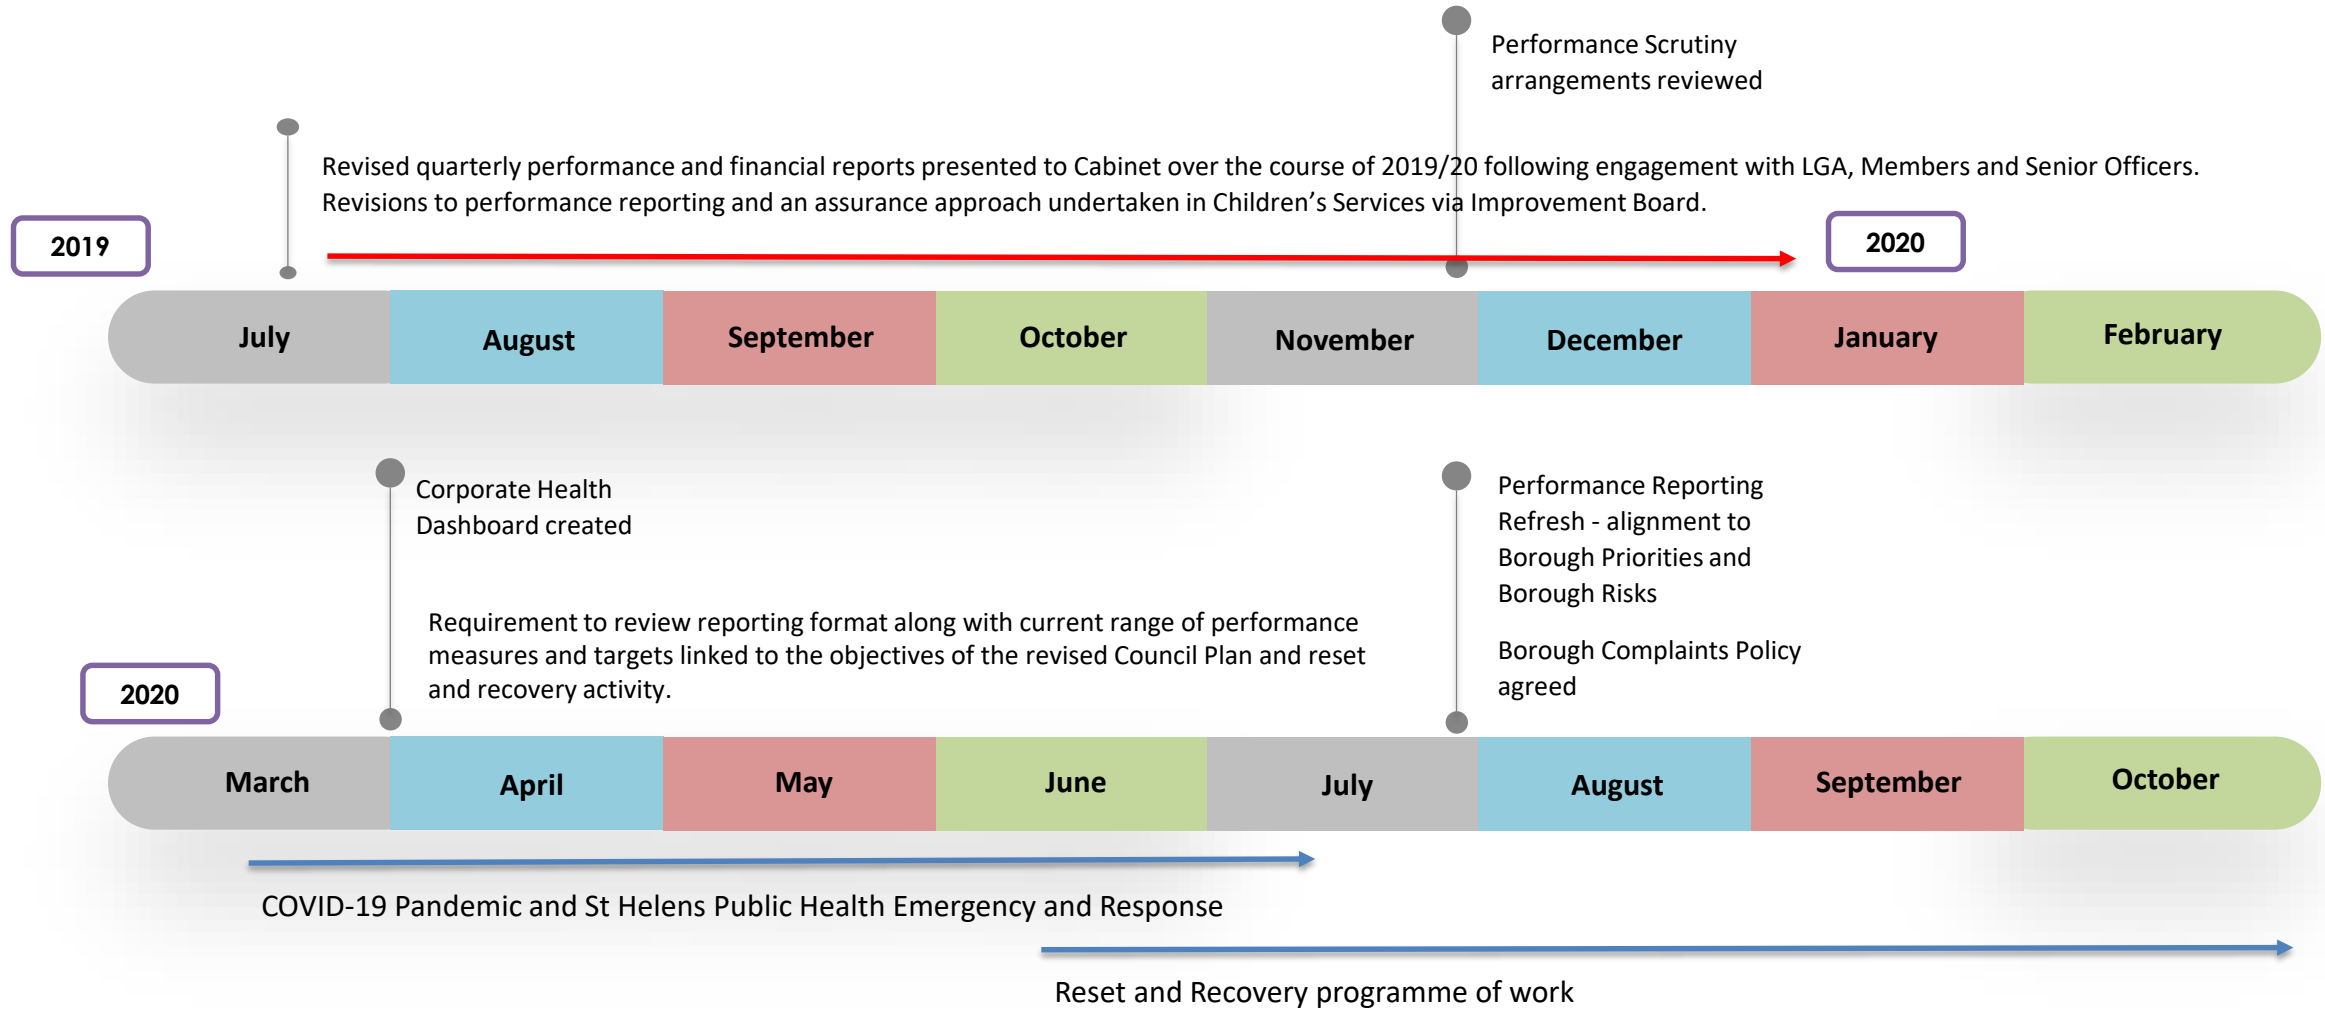 Performance Scrutiny
arrangements reviewed
Revised quarterly performance and financial reports presented to Cabinet over the course of 2019/20 following engagement with LGA, Members and Senior Officers.
Revisions to performance reporting and an assurance approach undertaken in Children's Services via Improvement Board.
2019
2020
July
August
September
October
November
December
January
February
Corporate Health
Dashboard created
Requirement to review reporting format along with current range of performance
measures and targets linked to the objectives of the revised Council Plan and reset
and recovery activity.
Performance Reporting
Refresh - alignment to
Borough Priorities and
Borough Risks
Borough Complaints Policy
agreed
2020
March
April
May
June
July
August
September
October
COVID-19 Pandemic and St Helens Public Health Emergency and Response
Reset and Recovery programme of work